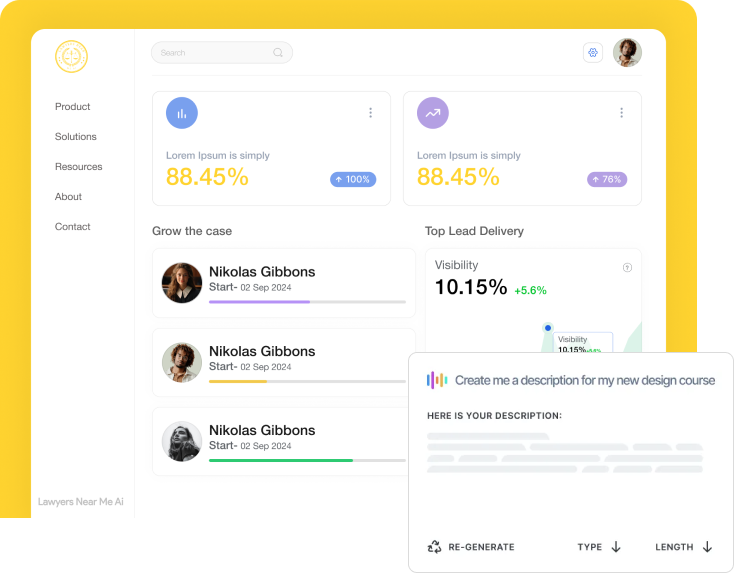 Search
Product
Solutions
Resources
About
Contact
Lorem Ipsum is simply
88.45%
100%
Lorem Ipsum is simply
88.45%
76%
Grow the case
Nikolas Gibbons
Start- 02 Sep 2024
Nikolas Gibbons
Start- 02 Sep 2024
Nikolas Gibbons
Start- 02 Sep 2024
Top Lead Delivery
Visibility
?
10.15% +5.6%
Visibility
10.15%
Create me a description for my new design course
HERE IS YOUR DESCRIPTION:
RE-GENERATE TYPE LENGTH
Lawyers Near Me Ai